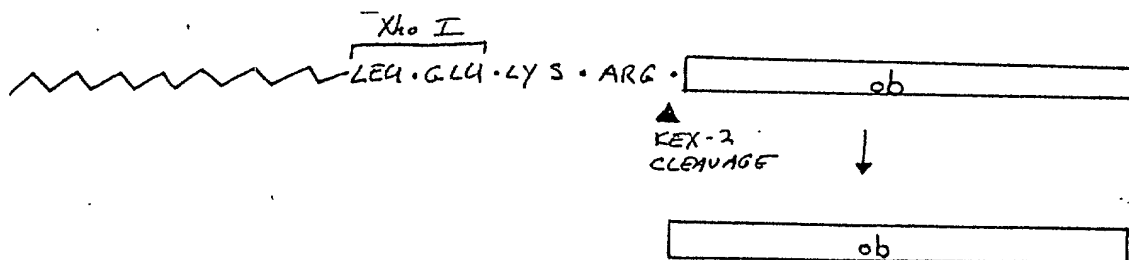 Xho I
LEU·GLU·LYS·ARG· ob
KEX-2
CLEAVAGE
ob